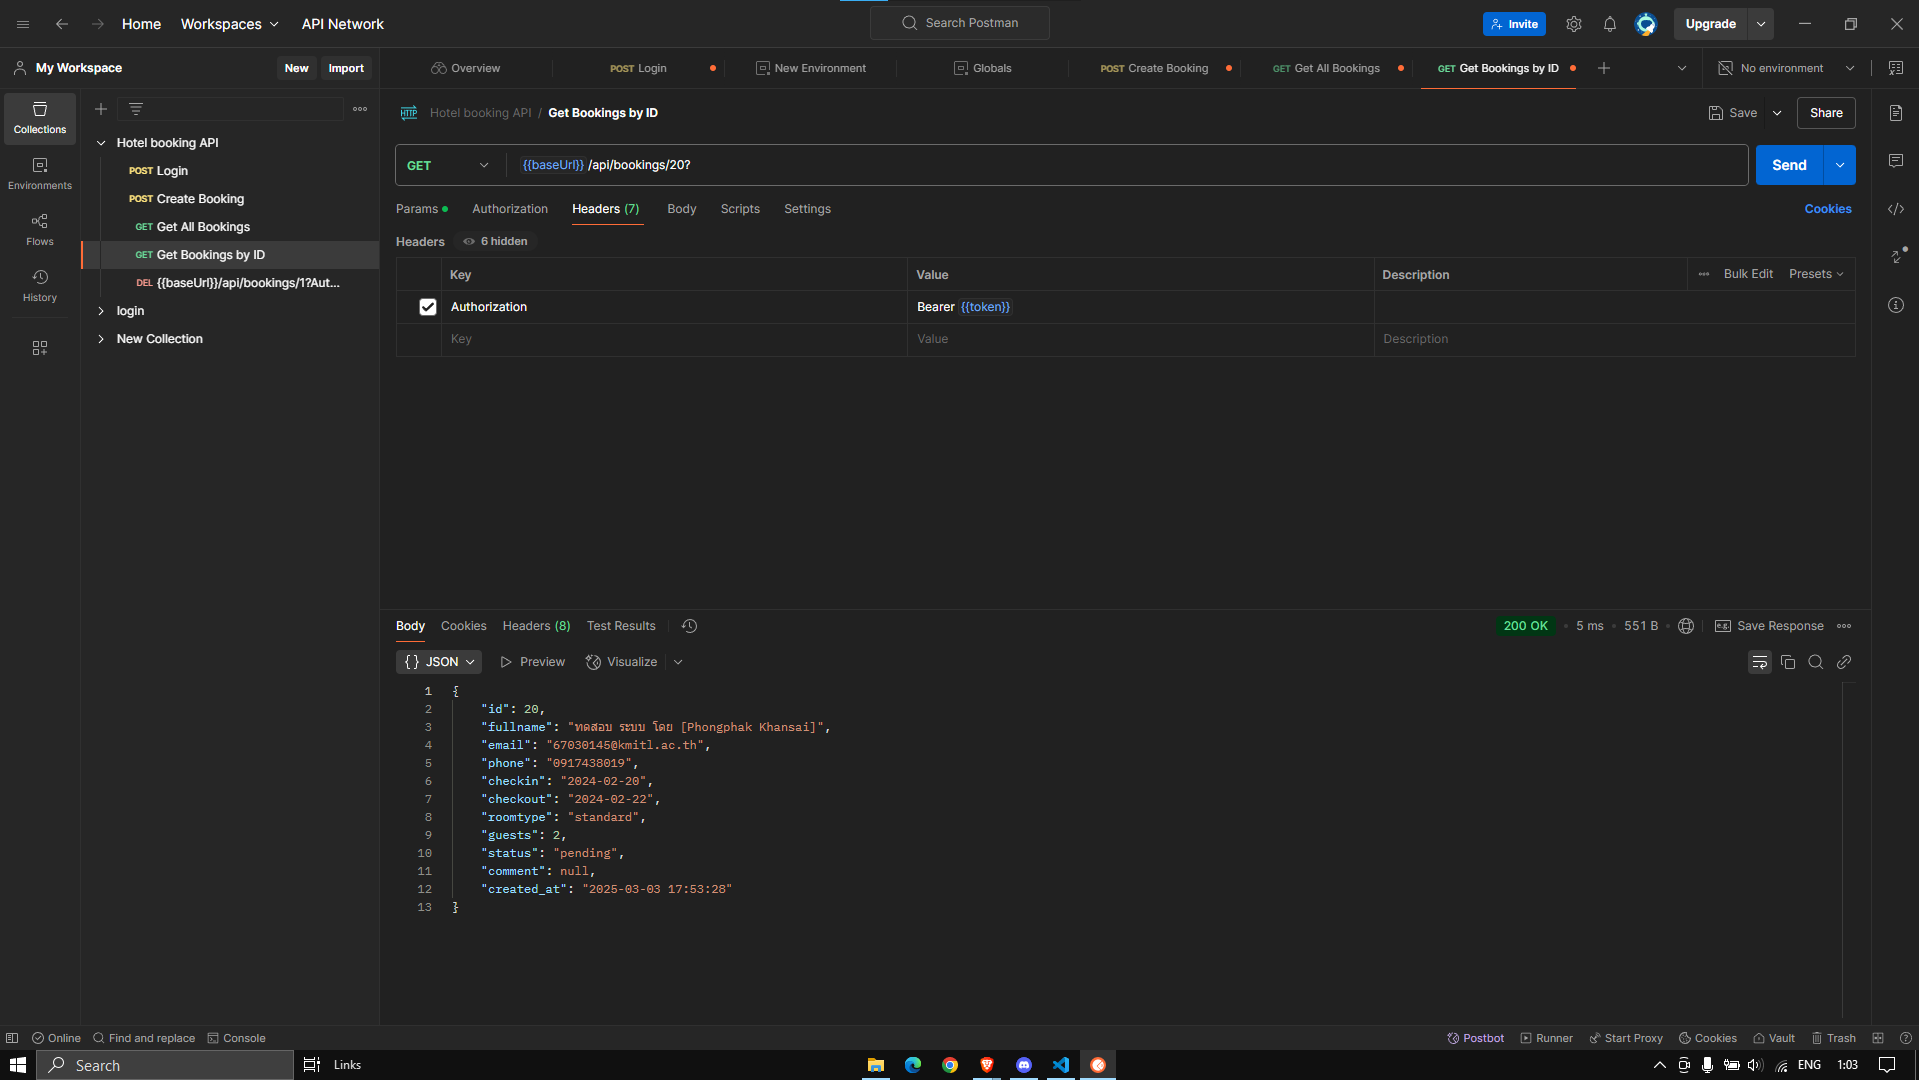 Home Workspaces API Network
Search Postman
Invite
Upgrade
My Workspace
New Import
Overview
POST Login
New Environment
Globals
POST Create Booking
GET Get All Bookings
GET Get Bookings by ID
No environment
Collections
Environments
Flows
History
Hotel booking API
POST Login
POST Create Booking
GET Get All Bookings
GET Get Bookings by ID
DEL {{baseUrl}}/api/bookings/1?Aut...
login
New Collection
HTTP Hotel booking API / Get Bookings by ID
Save
Share
GET {{baseUrl}} /api/bookings/20?
Send
Params Authorization Headers (7) Body Scripts Settings
Cookies
Headers 6 hidden
Key Value Description Bulk Edit Presets
Authorization Bearer {{token}}
Key Value Description
Body Cookies Headers (8) Test Results
200 OK • 5 ms • 551 B
e.g. Save Response
{} JSON Preview Visualize
1 {
2 "id": 20,
3 "fullname": "ทดสอบ ระบบ โดย [Phongphak Khansai]",
4 "email": "67030145@kmitl.ac.th",
5 "phone": "0917438019",
6 "checkin": "2024-02-20",
7 "checkout": "2024-02-22",
8 "roomtype": "standard",
9 "guests": 2,
10 "status": "pending",
11 "comment": null,
12 "created_at": "2025-03-03 17:53:28"
13 }
Online Find and replace Console
Postbot Runner Start Proxy Cookies Vault Trash
Search
Links
ENG 1:03